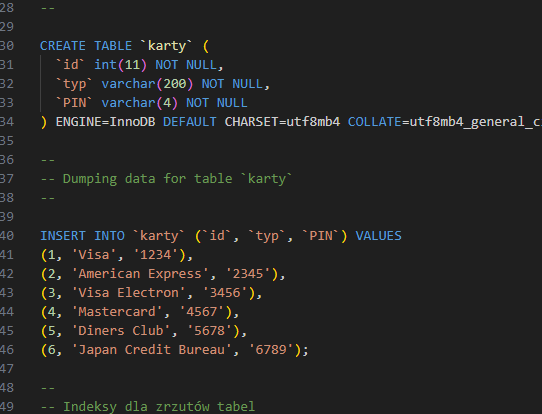 28 --
29
30 CREATE TABLE `karty` (
31 `id` int(11) NOT NULL,
32 `typ` varchar(200) NOT NULL,
33 `PIN` varchar(4) NOT NULL
34 ) ENGINE=InnoDB DEFAULT CHARSET=utf8mb4 COLLATE=utf8mb4_general_c
35
36 --
37 -- Dumping data for table `karty`
38 --
39
40 INSERT INTO `karty` (`id`, `typ`, `PIN`) VALUES
41 (1, 'Visa', '1234'),
42 (2, 'American Express', '2345'),
43 (3, 'Visa Electron', '3456'),
44 (4, 'Mastercard', '4567'),
45 (5, 'Diners Club', '5678'),
46 (6, 'Japan Credit Bureau', '6789');
47
48 --
49 -- Indeksy dla zrzutów tabel